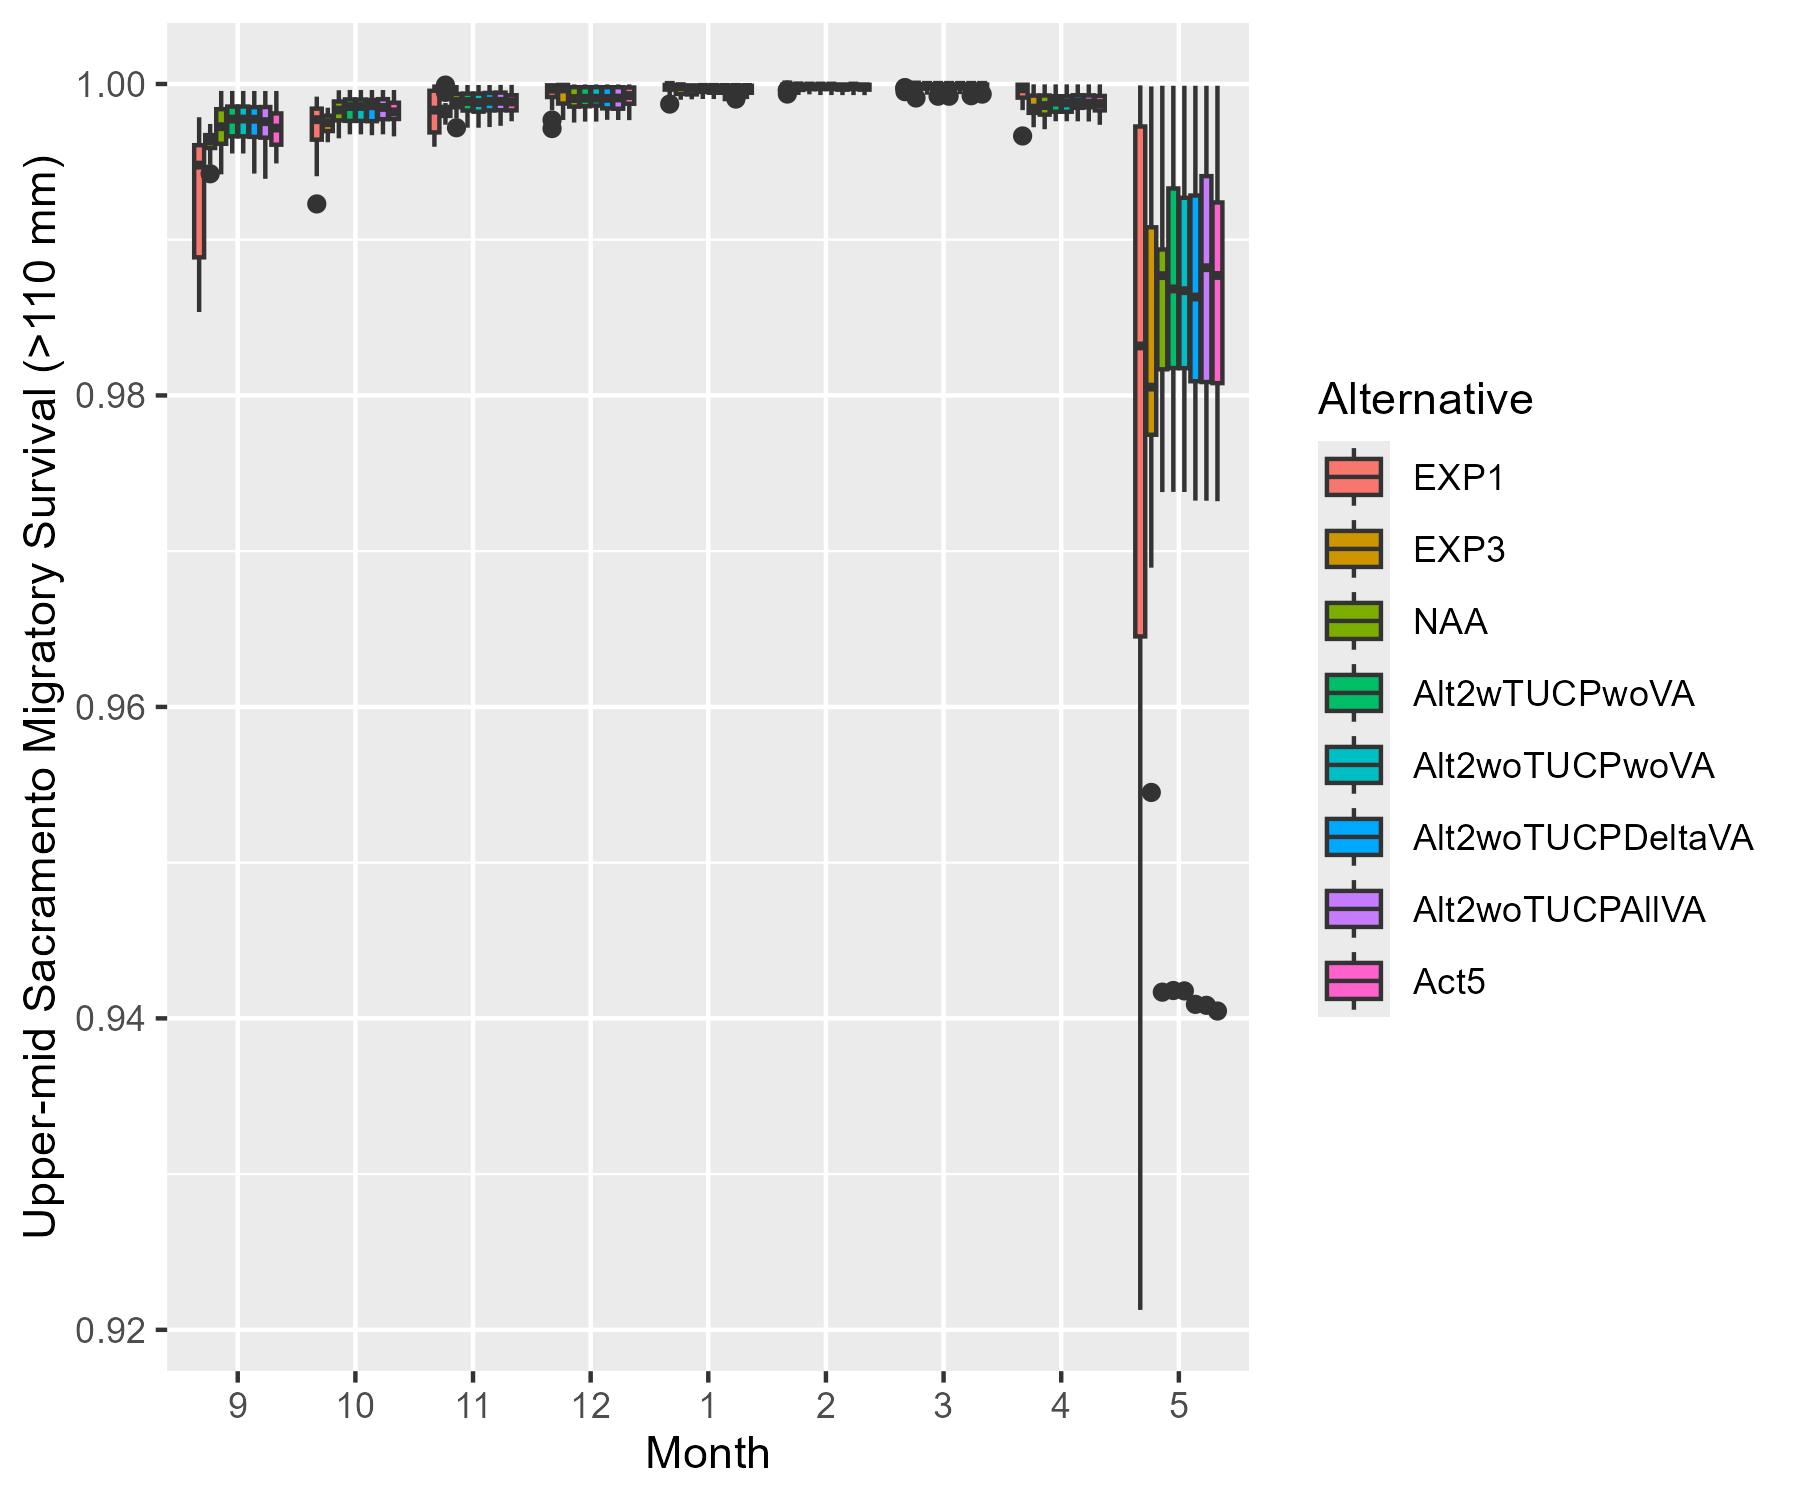 Upper-mid Sacramento Migratory Survival (>110 mm)
1.00
0.98
0.96
0.94
0.92
9 10 11 12 1 2 3 4 5
Month
Alternative
EXP1
EXP3
NAA
Alt2wTUCPwoVA
Alt2woTUCPwoVA
Alt2woTUCPDeltaVA
Alt2woTUCPAllVA
Act5